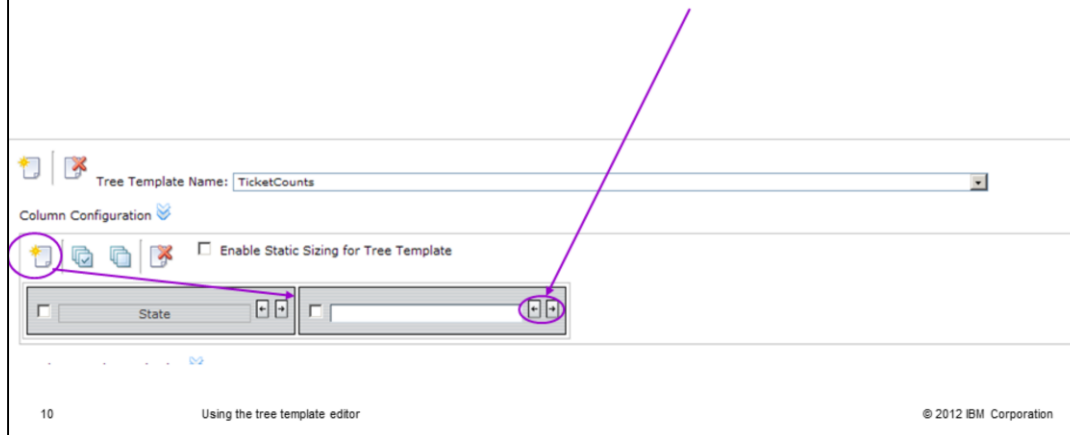 Tree Template Name: TicketCounts
Column Configuration
Enable Static Sizing for Tree Template
State
10 Using the tree template editor © 2012 IBM Corporation